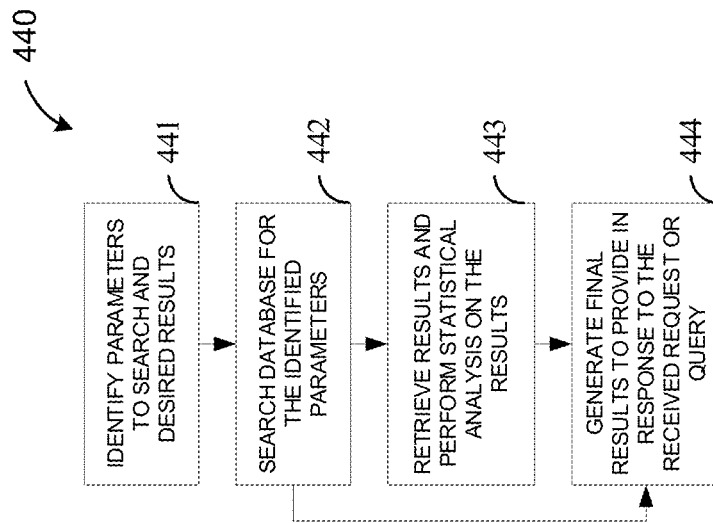 440
441
IDENTIFY PARAMETERS
TO SEARCH AND
DESIRED RESULTS
442
SEARCH DATABASE FOR
THE IDENTIFIED
PARAMETERS
443
RETRIEVE RESULTS AND
PERFORM STATISTICAL
ANALYSIS ON THE
RESULTS
444
GENERATE FINAL
RESULTS TO PROVIDE IN
RESPONSE TO THE
RECEIVED REQUEST OR
QUERY